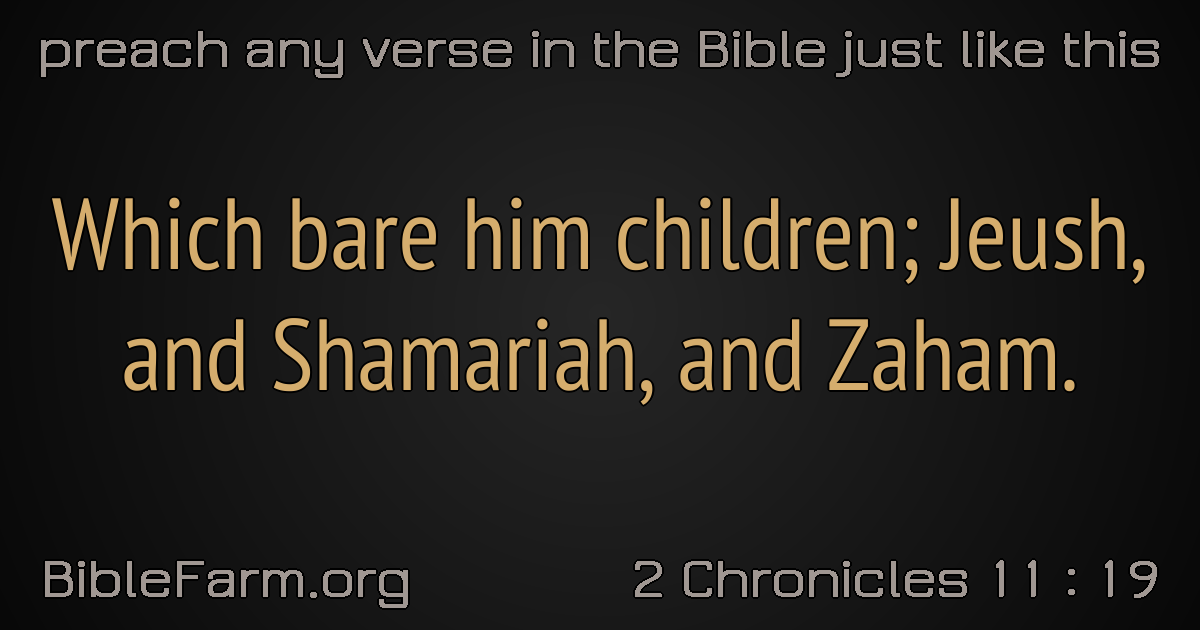 preach any verse in the Bible just like this
Which bare him children; Jeush,
and Shamariah, and Zaham.
BibleFarm.org
2 Chronicles 11 : 19